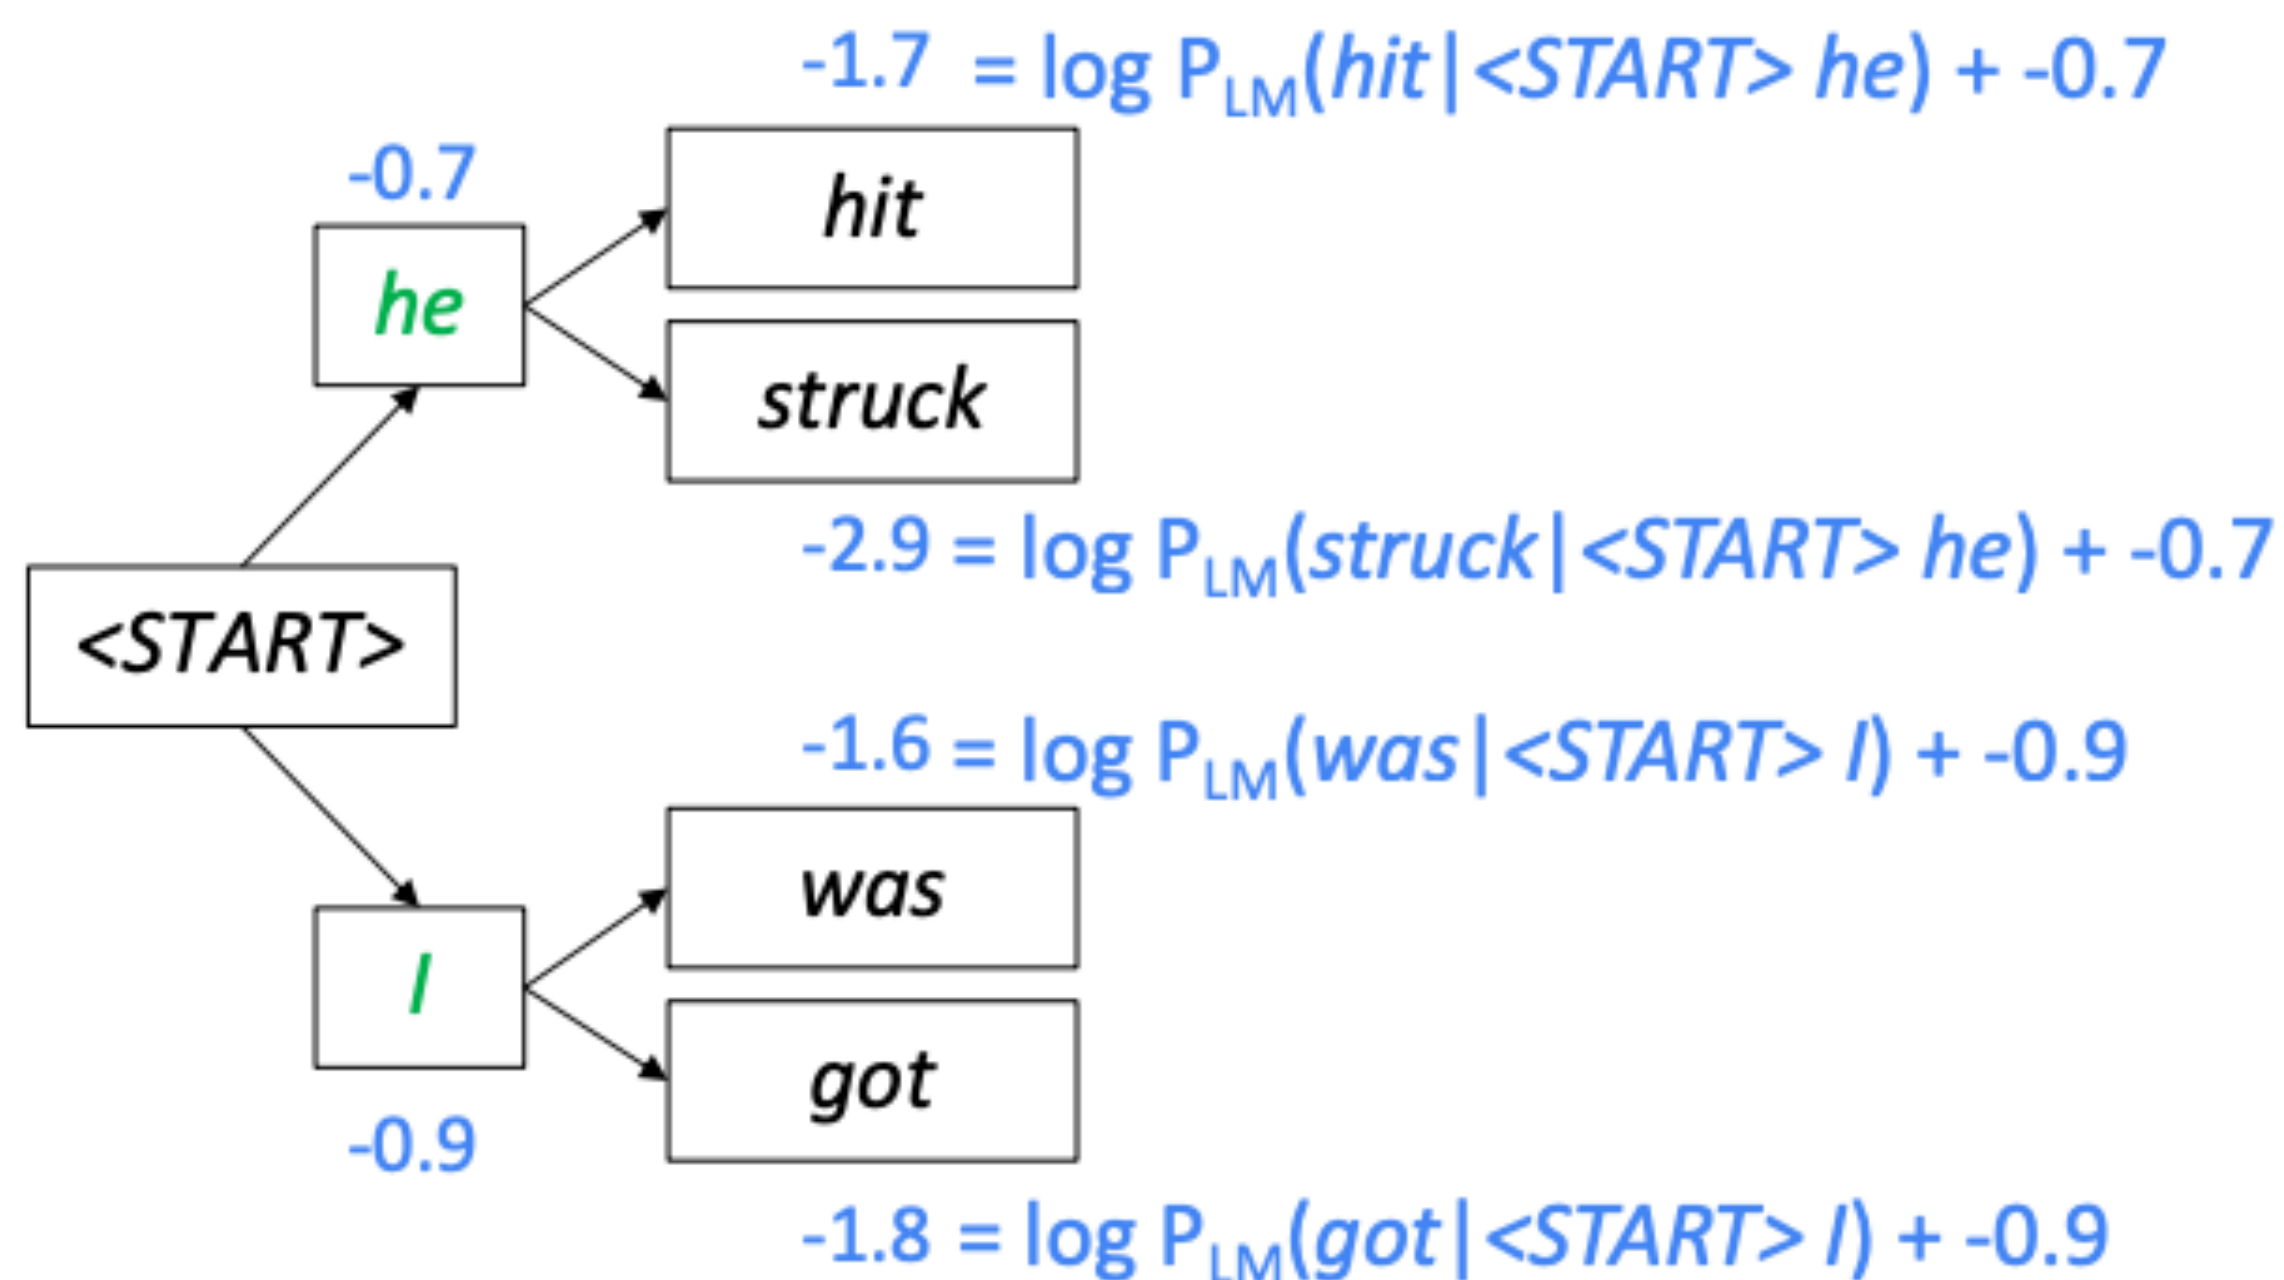 -1.7 = log P_LM(hit|<START> he) + -0.7
-0.7
hit
he
struck
-2.9 = log P_LM(struck|<START> he) + -0.7
<START>
-1.6 = log P_LM(was|<START> I) + -0.9
was
I
got
-0.9
-1.8 = log P_LM(got|<START> I) + -0.9